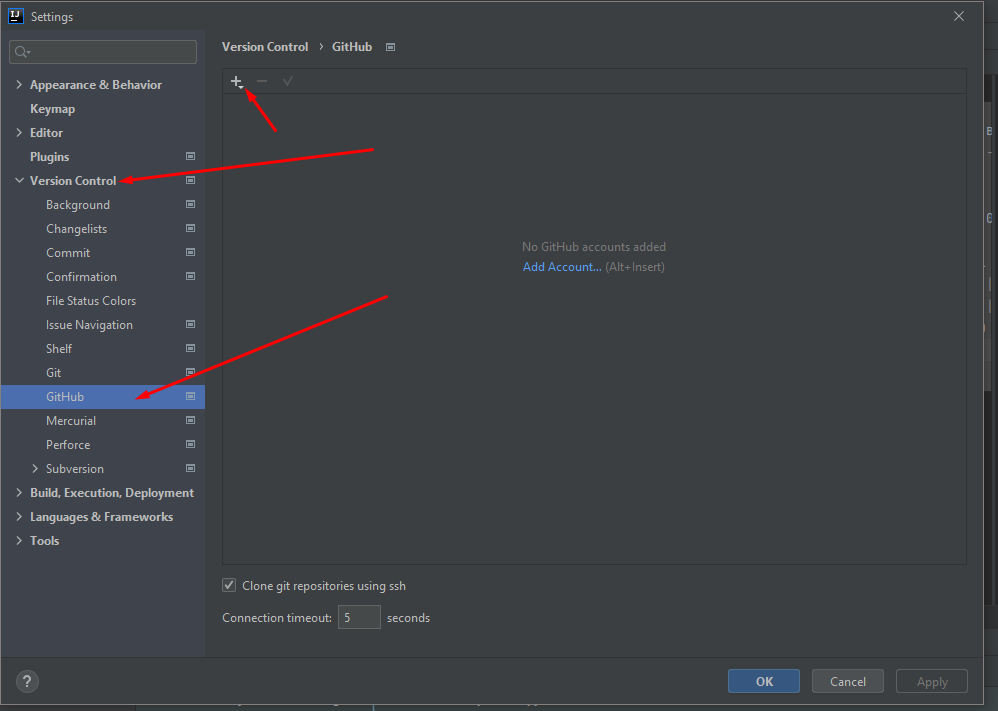 IJ
Settings
Version Control › GitHub
Appearance & Behavior
Keymap
Editor
Plugins
Version Control
Background
Changelists
Commit
Confirmation
File Status Colors
Issue Navigation
Shelf
Git
GitHub
Mercurial
Perforce
Subversion
Build, Execution, Deployment
Languages & Frameworks
Tools
No GitHub accounts added
Add Account... (Alt+Insert)
Clone git repositories using ssh
Connection timeout: 5 seconds
?
OK
Cancel
Apply